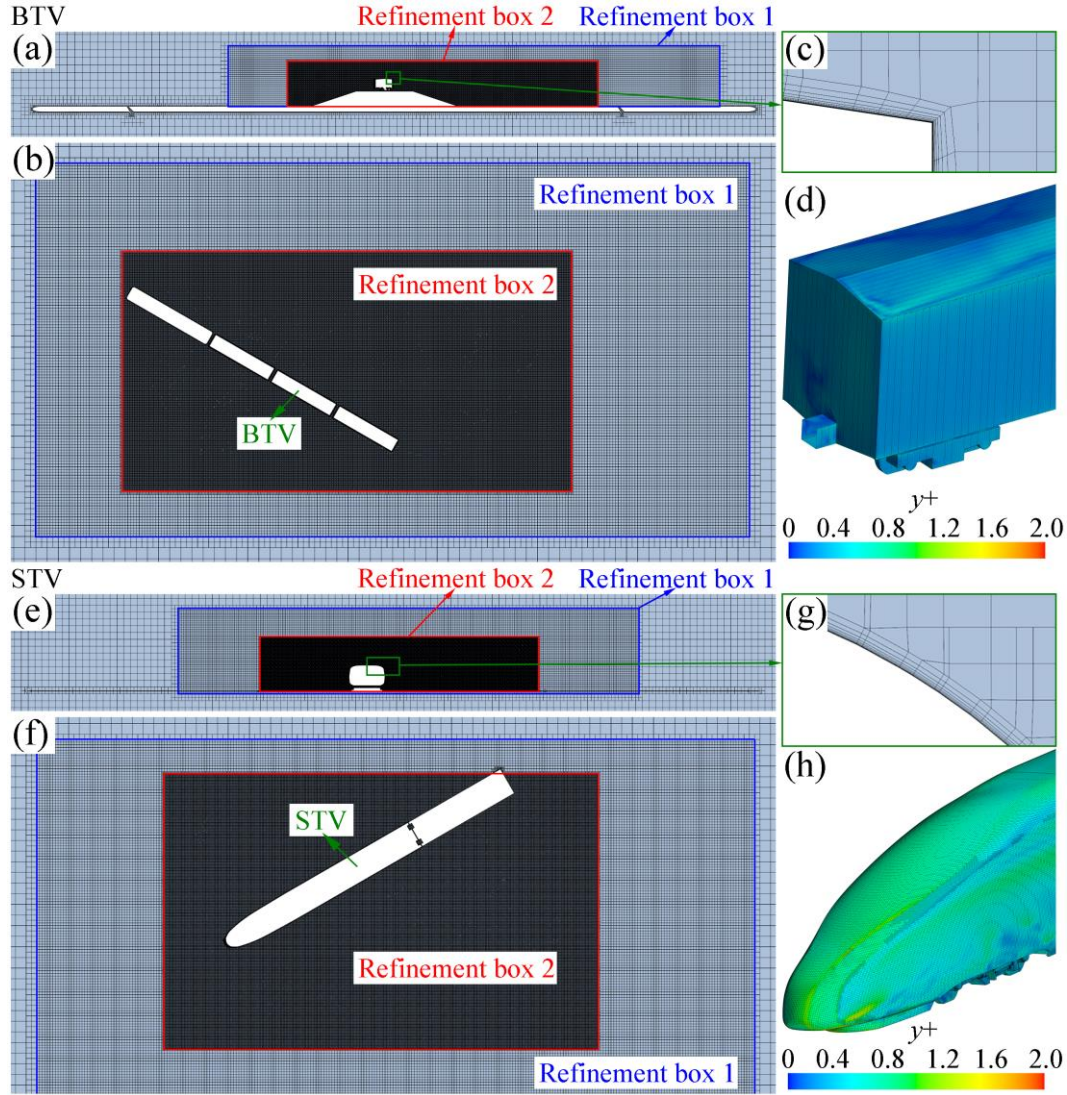 BTV
Refinement box 2 Refinement box 1
(a)
(c)
(b)
Refinement box 1
Refinement box 2
BTV
(d)
y+
0 0.4 0.8 1.2 1.6 2.0
STV
Refinement box 2 Refinement box 1
(e)
(g)
(f)
STV
Refinement box 2
Refinement box 1
(h)
y+
0 0.4 0.8 1.2 1.6 2.0